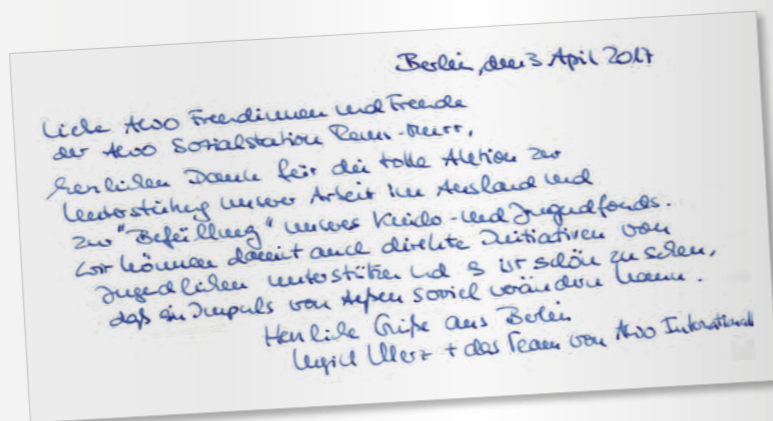 Berlin, den 3 April 2017
Liebe AWO Freundinnen und Freunde
der AWO Sozialstation Rems-Murr,
herzlichen Dank für die tolle Aktion zur
Unterstützung unserer Arbeit im Ausland und
zur "Befüllung" unseres Kinder- und Jugendfonds.
Wir können damit auch direkte Initiativen von
Jugendlichen unterstützen und es ist schön zu sehen,
daß ein Impuls von Außen soviel verändern kann.
Herzliche Grüße aus Berlin
+ das Team von AWO International